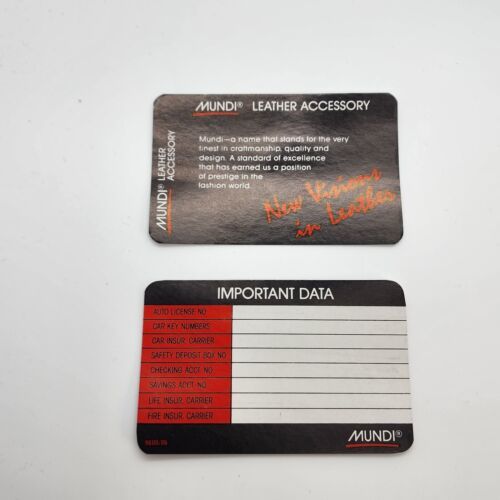 MUNDI® LEATHER ACCESSORY
Mundi—a name that stands for the very
finest in craftmanship, quality and
design. A standard of excellence
that has earned us a position
of prestige in the
fashion world.
New Visions
in Leather
MUNDI® LEATHER
ACCESSORY
IMPORTANT DATA
AUTO LICENSE NO
CAR KEY NUMBERS
CAR INSUR. CARRIER
SAFETY DEPOSIT BOX NO
CHECKING ACCT. NO
SAVINGS ACCT. NO
LIFE INSUR. CARRIER
FIRE INSUR. CARRIER
MUNDI®